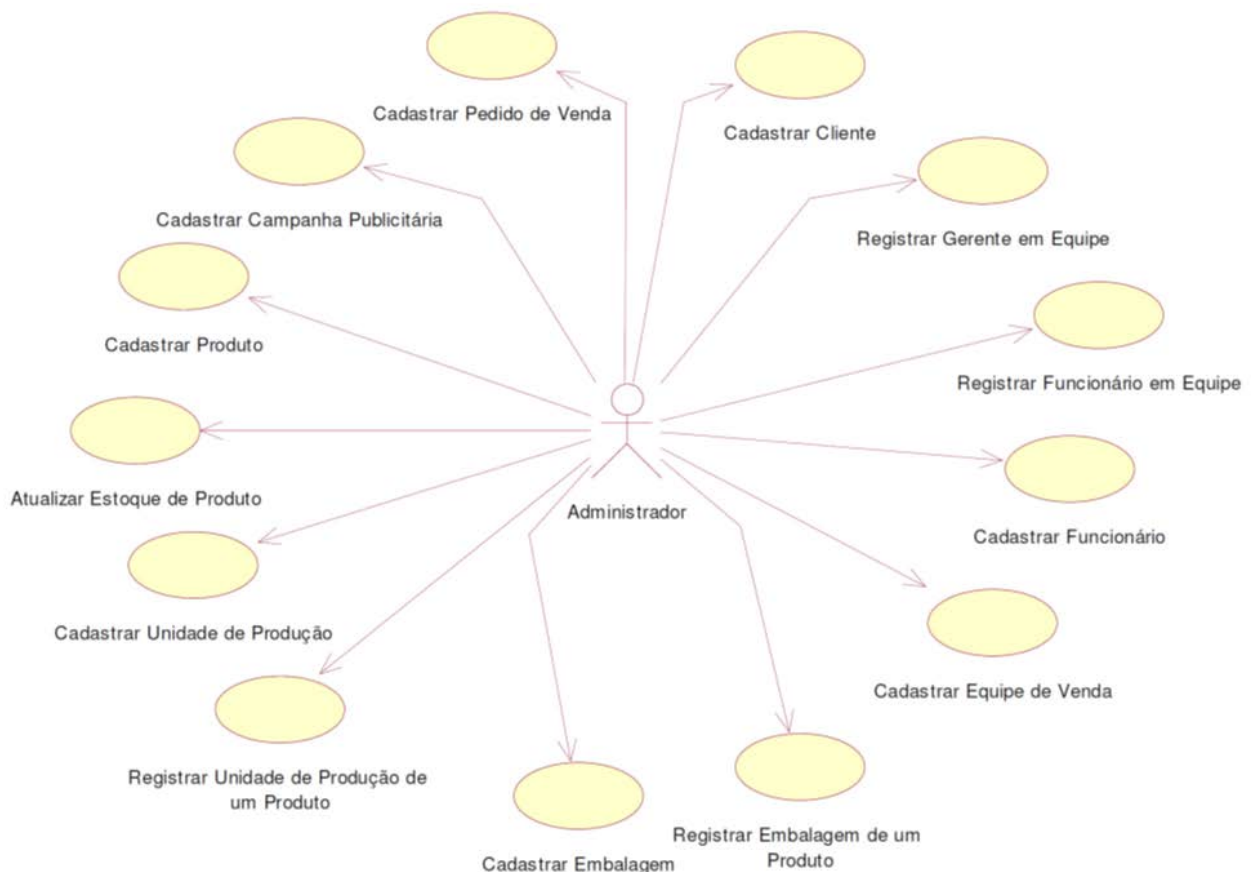 Cadastrar Pedido de Venda
Cadastrar Cliente
Cadastrar Campanha Publicitária
Registrar Gerente em Equipe
Cadastrar Produto
Registrar Funcionário em Equipe
Atualizar Estoque de Produto
Administrador
Cadastrar Funcionário
Cadastrar Unidade de Produção
Cadastrar Equipe de Venda
Registrar Unidade de Produção de
um Produto
Registrar Embalagem de um
Produto
Cadastrar Embalagem